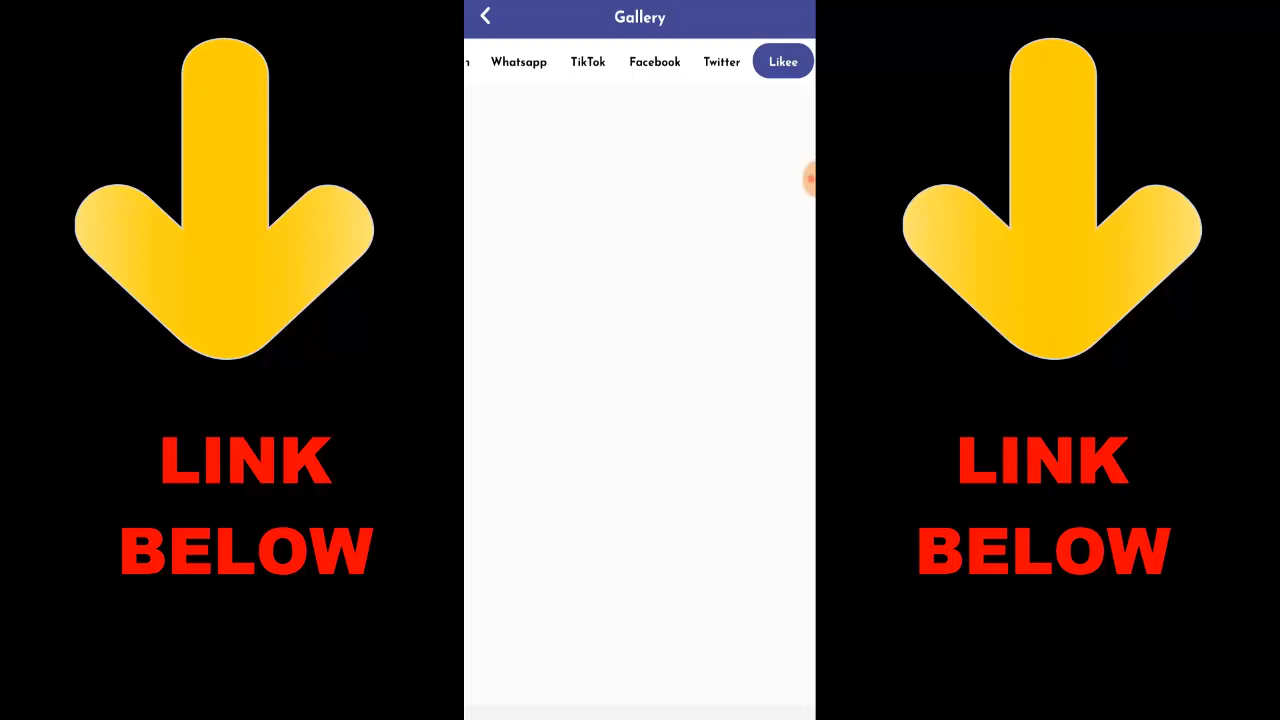 Gallery
Whatsapp TikTok Facebook Twitter Likee
LINK
BELOW
LINK
BELOW